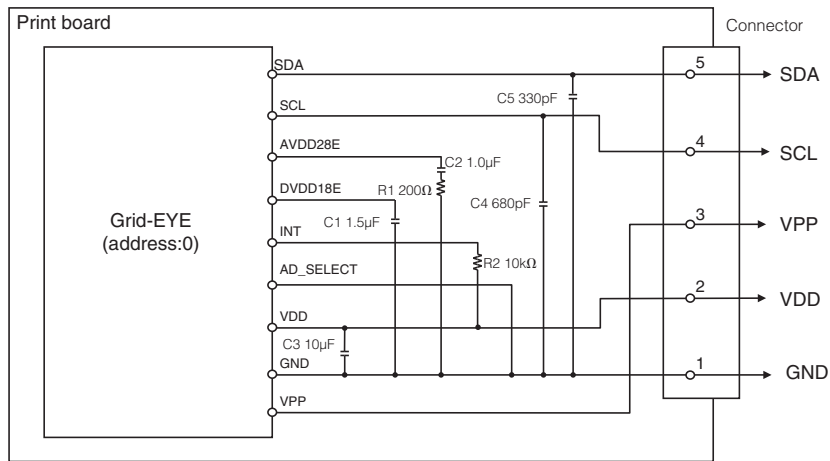 Print board
Connector
SDA
5
SDA
C5 330pF
SCL
4
SCL
AVDD28E
C2 1.0µF
R1 200Ω
DVDD18E
C1 1.5µF
C4 680pF
Grid-EYE
(address:0)
3
VPP
INT
R2 10kΩ
AD_SELECT
2
VDD
VDD
C3 10µF
GND
1
GND
VPP